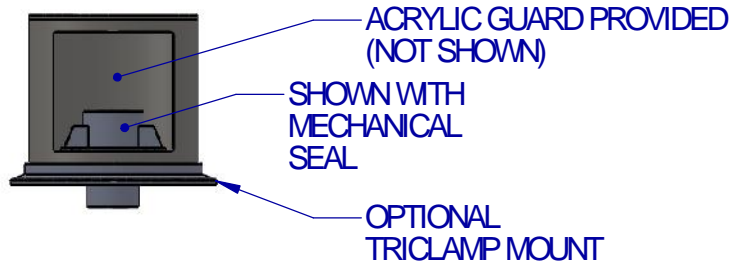 ACRYLIC GUARD PROVIDED
(NOT SHOWN)
SHOWN WITH
MECHANICAL
SEAL
OPTIONAL
TRICLAMP MOUNT